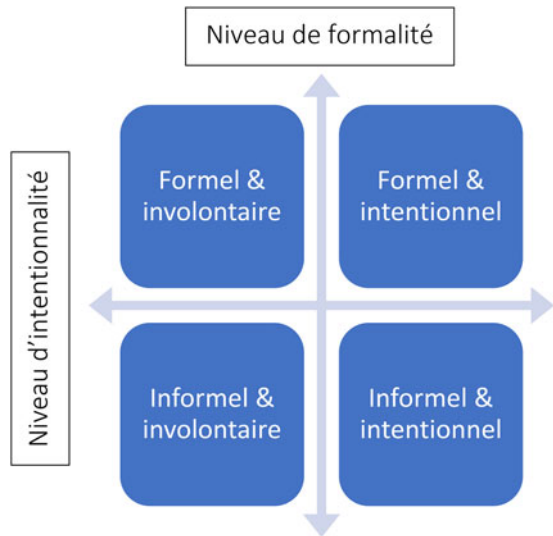 Niveau de formalité
Niveau d'intentionnalité
Formel &
involontaire
Formel &
intentionnel
Informel &
involontaire
Informel &
intentionnel